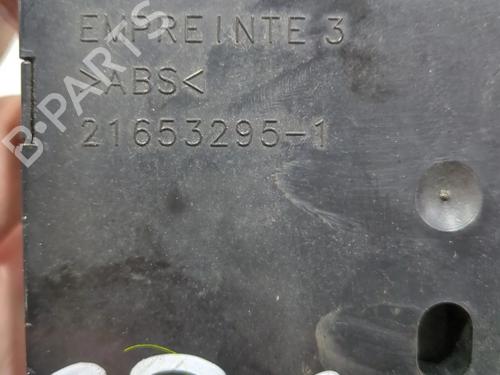 EMPREINTE 3
>ABS<
21653295-1
B-PARTS